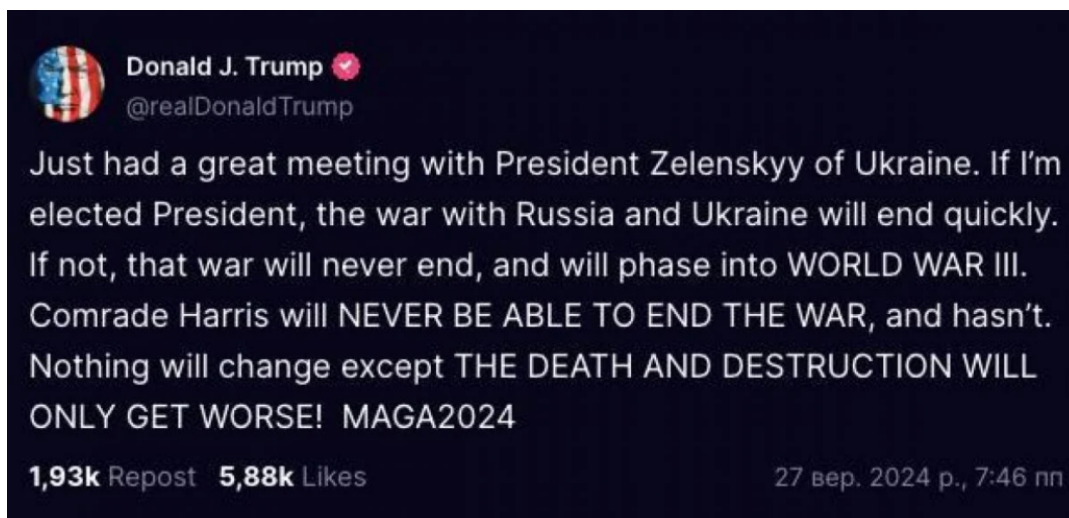 Donald J. Trump
@realDonaldTrump
Just had a great meeting with President Zelenskyy of Ukraine. If I’m
elected President, the war with Russia and Ukraine will end quickly.
If not, that war will never end, and will phase into WORLD WAR III.
Comrade Harris will NEVER BE ABLE TO END THE WAR, and hasn’t.
Nothing will change except THE DEATH AND DESTRUCTION WILL
ONLY GET WORSE!  MAGA2024
1,93k Repost 5,88k Likes 27 вер. 2024 р., 7:46 пп